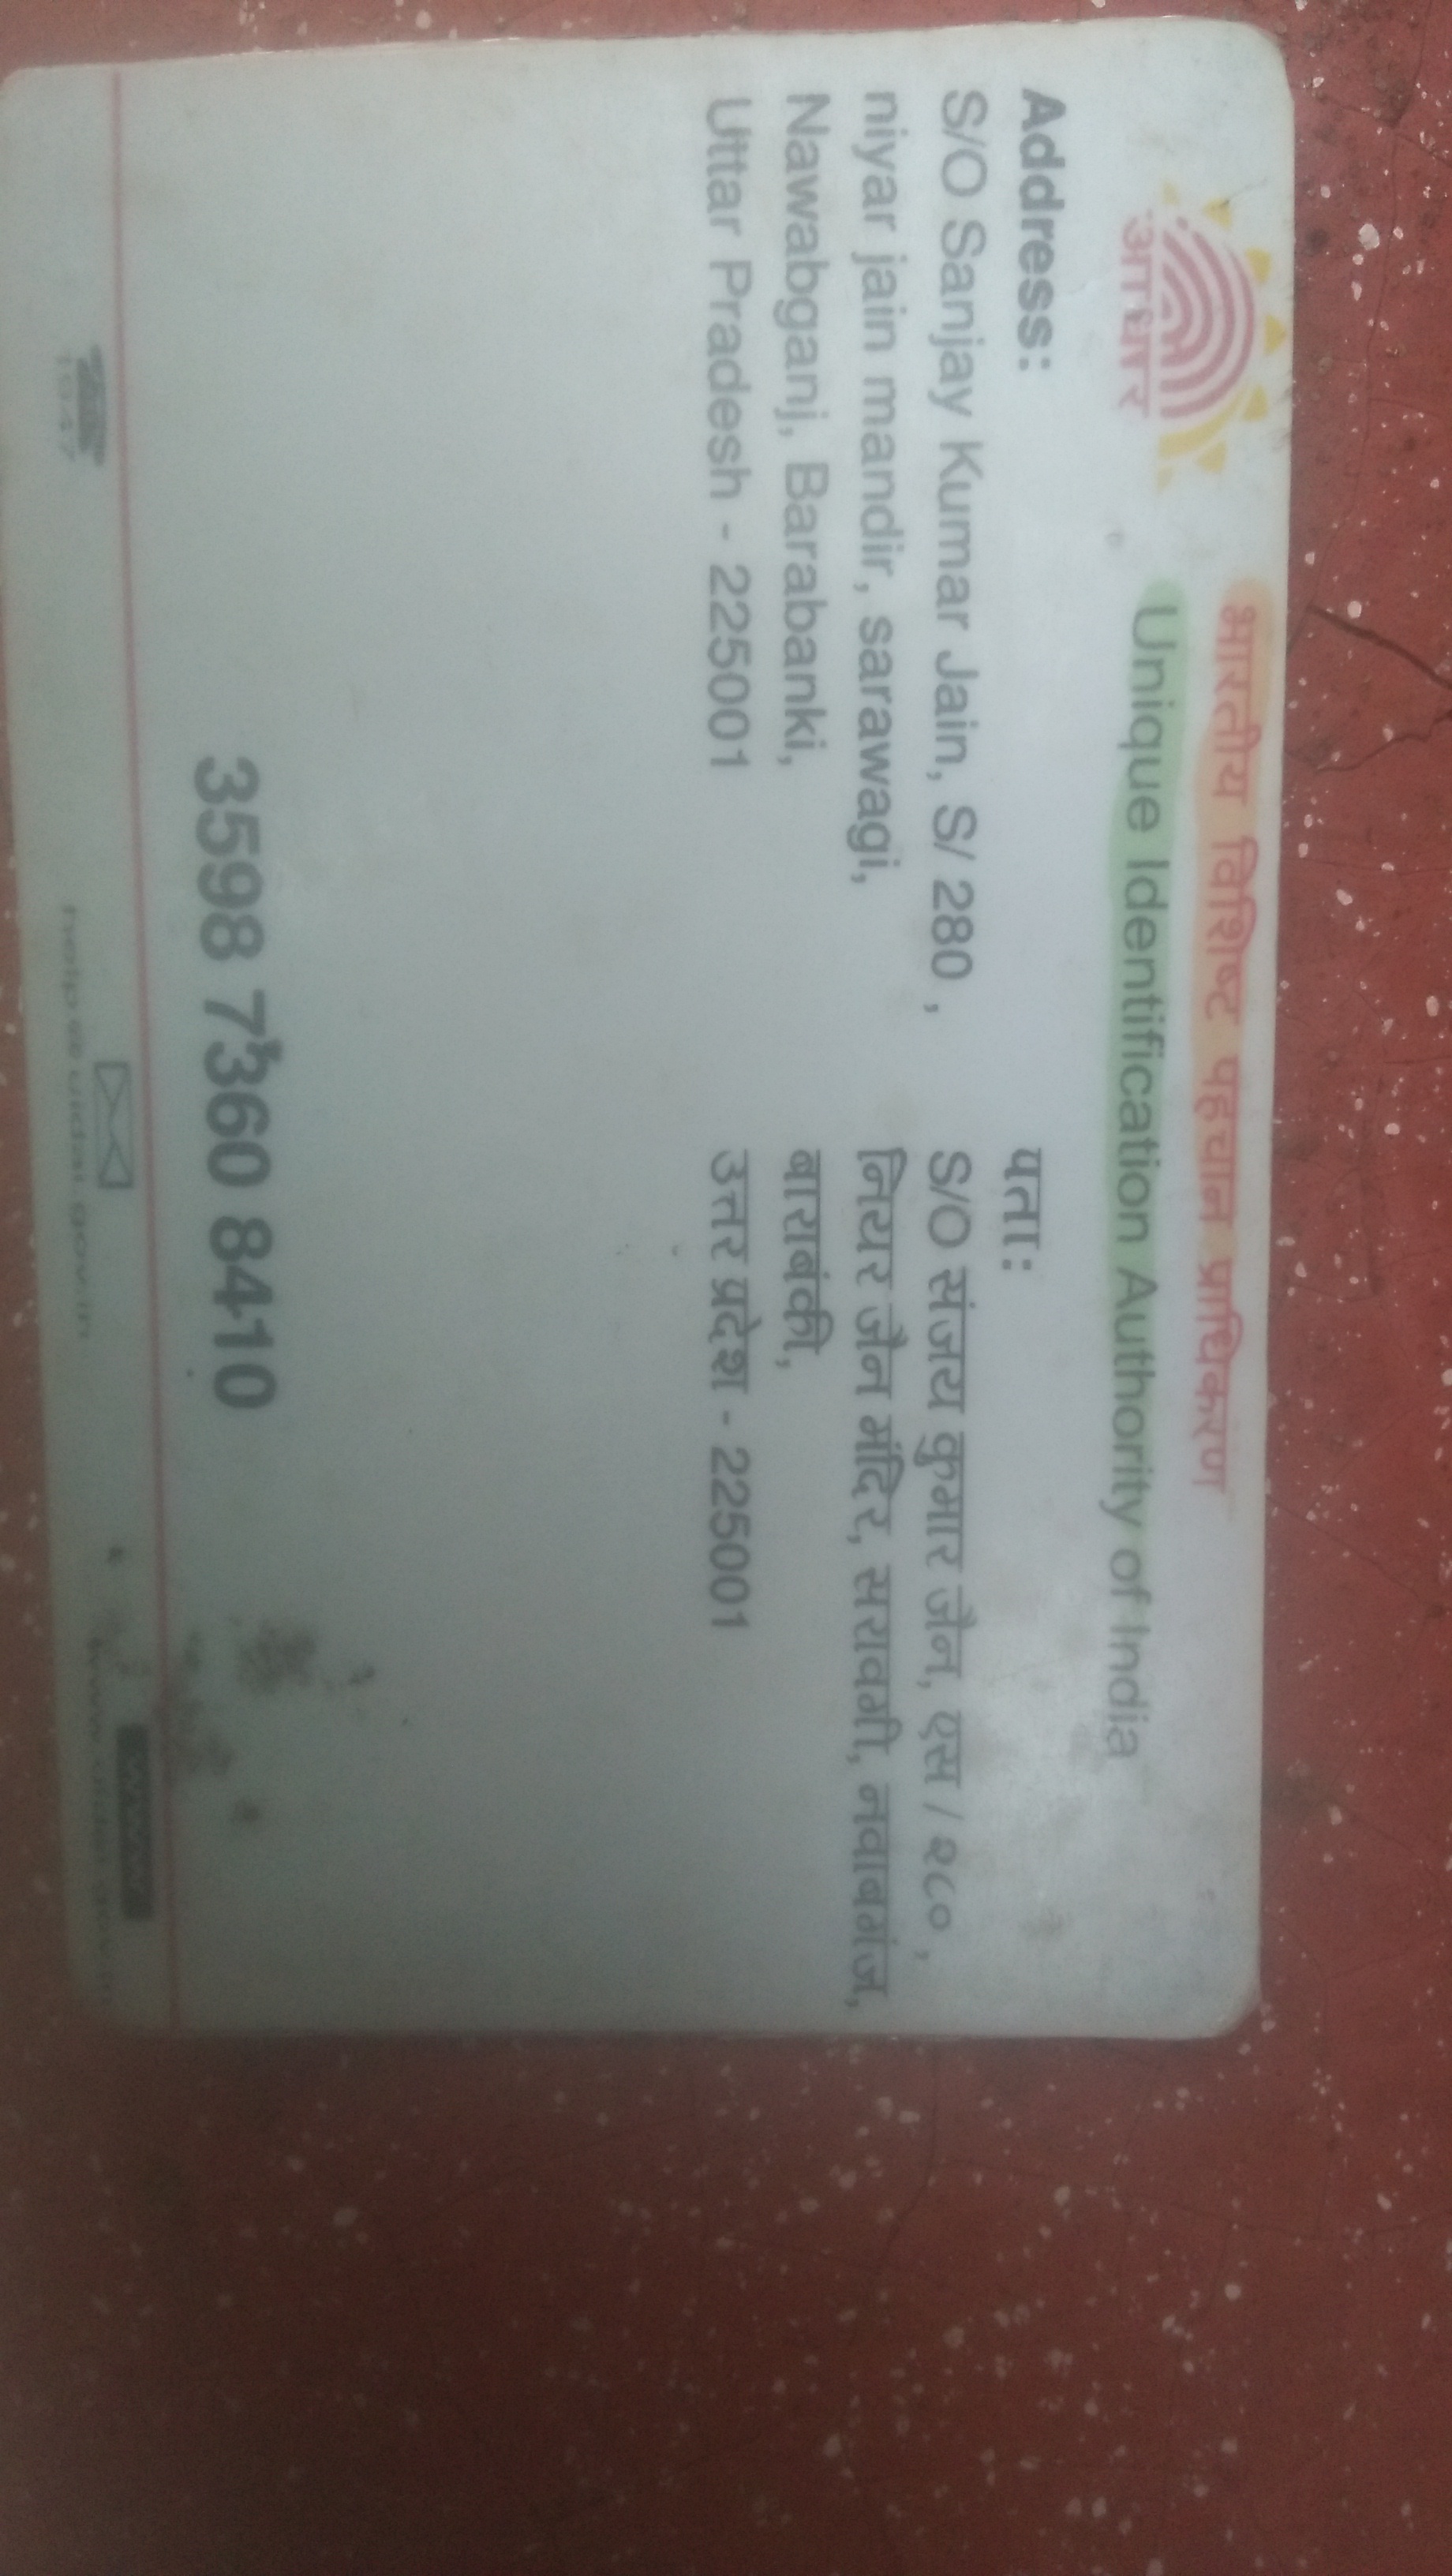 भारतीय विशिष्ट पहचान प्राधिकरण
Unique Identification Authority of India
आधार
Address:
S/O Sanjay Kumar Jain, S/ 280 ,
niyar jain mandir, sarawagi,
Nawabganj, Barabanki,
Uttar Pradesh - 225001
पता:
S/O संजय कुमार जैन, एस / २८० ,
नियर जैन मंदिर, सरावगी, नवाबगंज,
बाराबंकी,
उत्तर प्रदेश - 225001
3598 7360 8410
1947